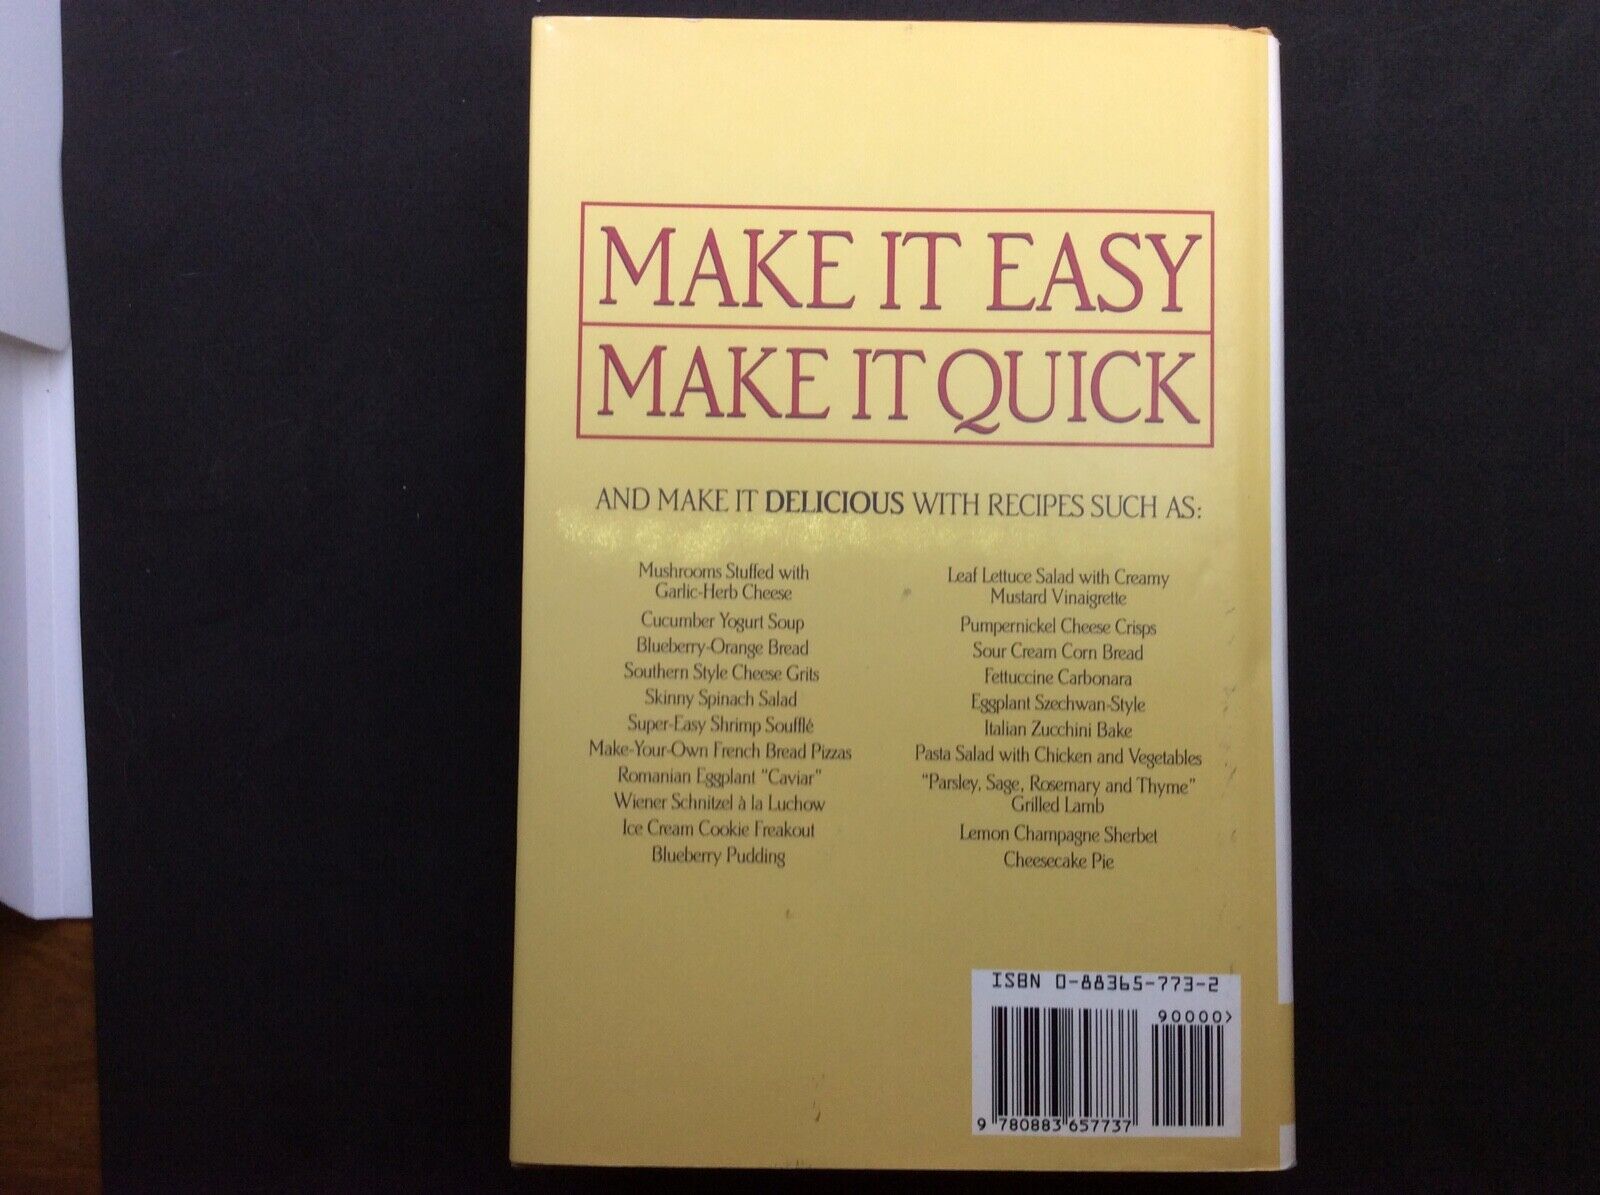 MAKE IT EASY
MAKE IT QUICK
AND MAKE IT DELICIOUS WITH RECIPES SUCH AS:
Mushrooms Stuffed with
Garlic-Herb Cheese
Cucumber Yogurt Soup
Blueberry-Orange Bread
Southern Style Cheese Grits
Skinny Spinach Salad
Super-Easy Shrimp Soufflé
Make-Your-Own French Bread Pizzas
Romanian Eggplant "Caviar"
Wiener Schnitzel à la Luchow
Ice Cream Cookie Freakout
Blueberry Pudding
Leaf Lettuce Salad with Creamy
Mustard Vinaigrette
Pumpernickel Cheese Crisps
Sour Cream Corn Bread
Fettuccine Carbonara
Eggplant Szechwan-Style
Italian Zucchini Bake
Pasta Salad with Chicken and Vegetables
"Parsley, Sage, Rosemary and Thyme"
Grilled Lamb
Lemon Champagne Sherbet
Cheesecake Pie
ISBN 0-88365-773-2
90000>
9 780883 657737